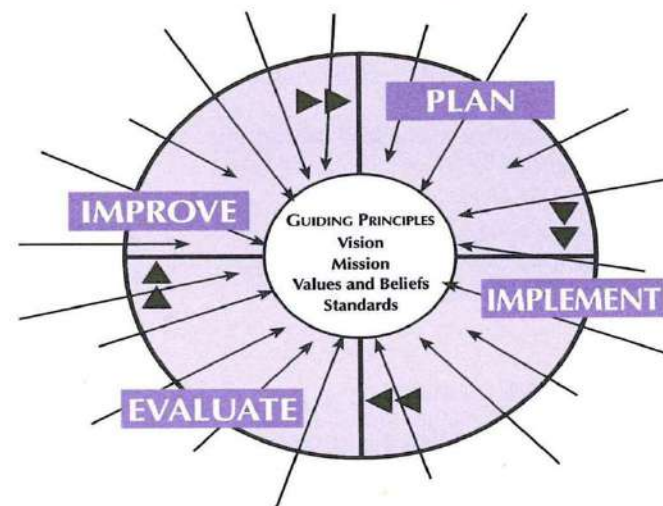 PLAN
IMPROVE
GUIDING PRINCIPLES
Vision
Mission
Values and Beliefs
Standards
IMPLEMENT
EVALUATE